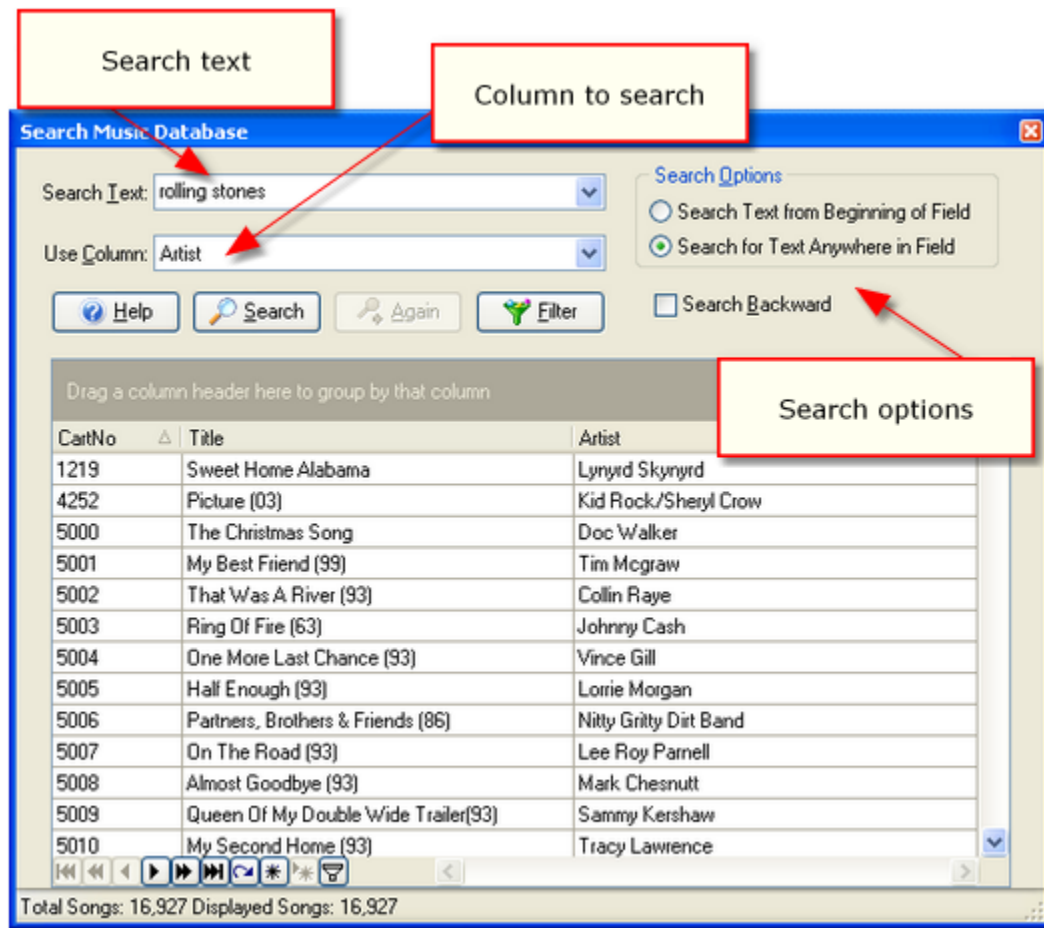 Search text
Column to search
Search Music Database
Search Text: rolling stones
Search Options
Search Text from Beginning of Field
Use Column: Artist
Search for Text Anywhere in Field
Help Search Again Filter
Search Backward
Search options
Drag a column header here to group by that column
CartNo Title Artist
1219 Sweet Home Alabama Lynyrd Skynyrd
4252 Picture (03) Kid Rock/Sheryl Crow
5000 The Christmas Song Doc Walker
5001 My Best Friend (99) Tim Mcgraw
5002 That Was A River (93) Collin Raye
5003 Ring Of Fire (63) Johnny Cash
5004 One More Last Chance (93) Vince Gill
5005 Half Enough (93) Lorrie Morgan
5006 Partners, Brothers & Friends (86) Nitty Gritty Dirt Band
5007 On The Road (93) Lee Roy Parnell
5008 Almost Goodbye (93) Mark Chesnutt
5009 Queen Of My Double Wide Trailer(93) Sammy Kershaw
5010 My Second Home (93) Tracy Lawrence
Total Songs: 16,927 Displayed Songs: 16,927